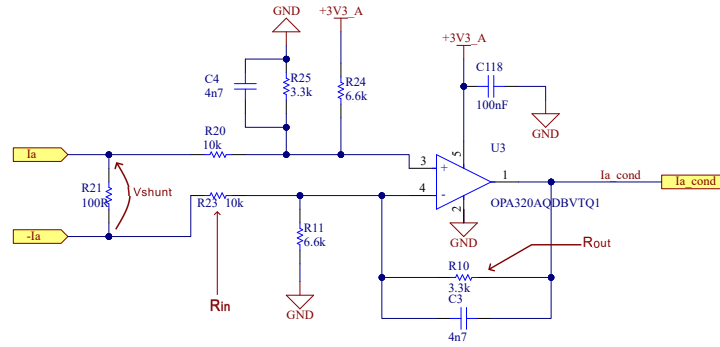 GND
+3V3_A
+3V3_A
C4
4n7
R25
3.3k
R24
6.6k
C118
100nF
GND
R20
10k
U3
Ia
3
+
5
1
Ia_cond
Ia_cond
R21
100R
Vshunt
4
-
2
OPA320AQDBVTQ1
R23 10k
-Ia
R11
6.6k
GND
Rout
R10
3.3k
Rin
GND
C3
4n7